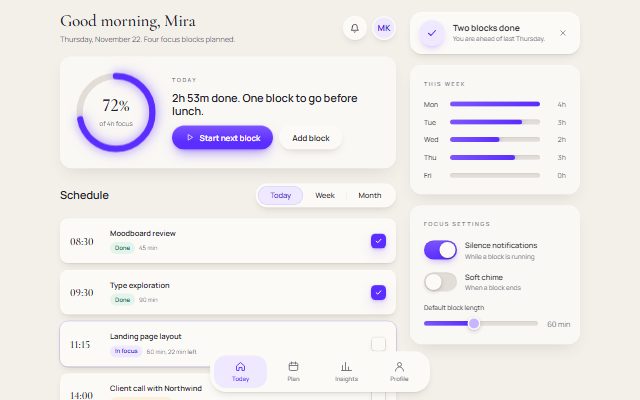 Good morning, Mira
Thursday, November 22. Four focus blocks planned.
MK
72%
of 4h focus
TODAY
2h 53m done. One block to go before
lunch.
Start next block
Add block
Schedule
Today
Week
Month
08:30
Moodboard review
Done
45 min
09:30
Type exploration
Done
90 min
11:15
Landing page layout
In focus
60 min, 22 min left
14:00
Client call with Northwind
Two blocks done
You are ahead of last Thursday.
THIS WEEK
Mon
4h
Tue
3h
Wed
2h
Thu
3h
Fri
0h
FOCUS SETTINGS
Silence notifications
While a block is running
Soft chime
When a block ends
Default block length
60 min
Today
Plan
Insights
Profile